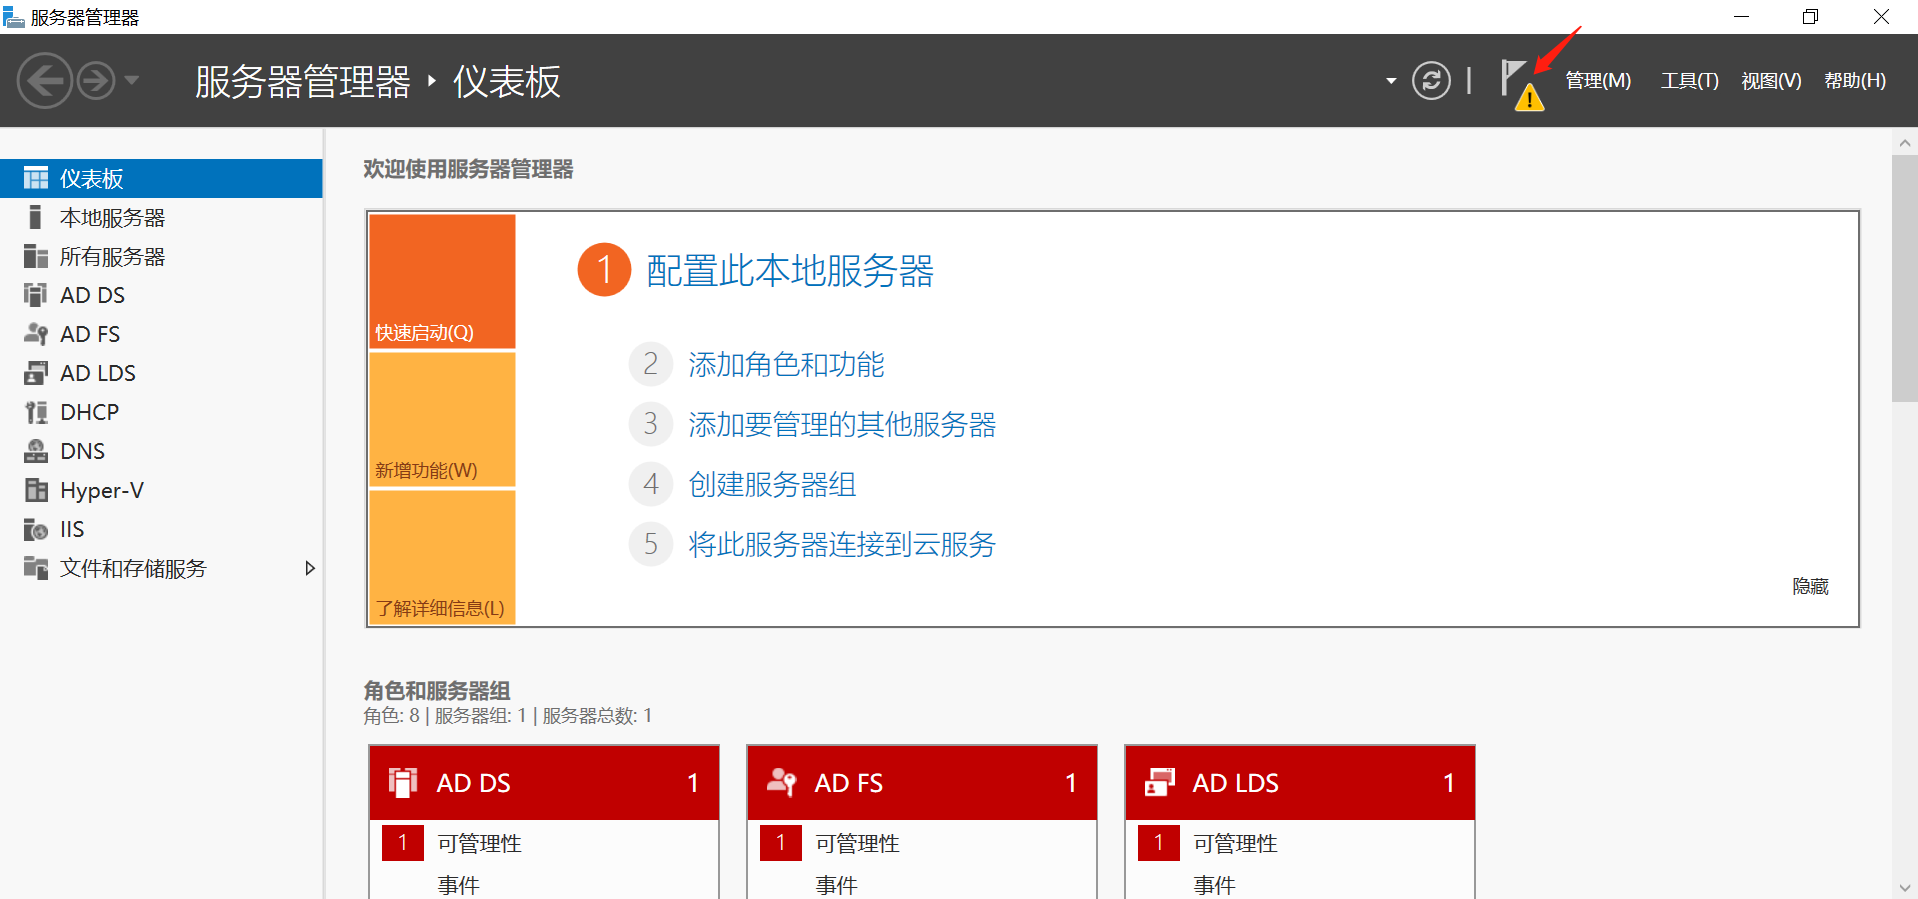 服务器管理器
服务器管理器 ‣ 仪表板
管理(M) 工具(T) 视图(V) 帮助(H)
仪表板
本地服务器
所有服务器
AD DS
AD FS
AD LDS
DHCP
DNS
Hyper-V
IIS
文件和存储服务
欢迎使用服务器管理器
快速启动(Q)
新增功能(W)
了解详细信息(L)
1 配置此本地服务器
2 添加角色和功能
3 添加要管理的其他服务器
4 创建服务器组
5 将此服务器连接到云服务
隐藏
角色和服务器组
角色: 8 | 服务器组: 1 | 服务器总数: 1
AD DS 1
1 可管理性
事件
AD FS 1
1 可管理性
事件
AD LDS 1
1 可管理性
事件